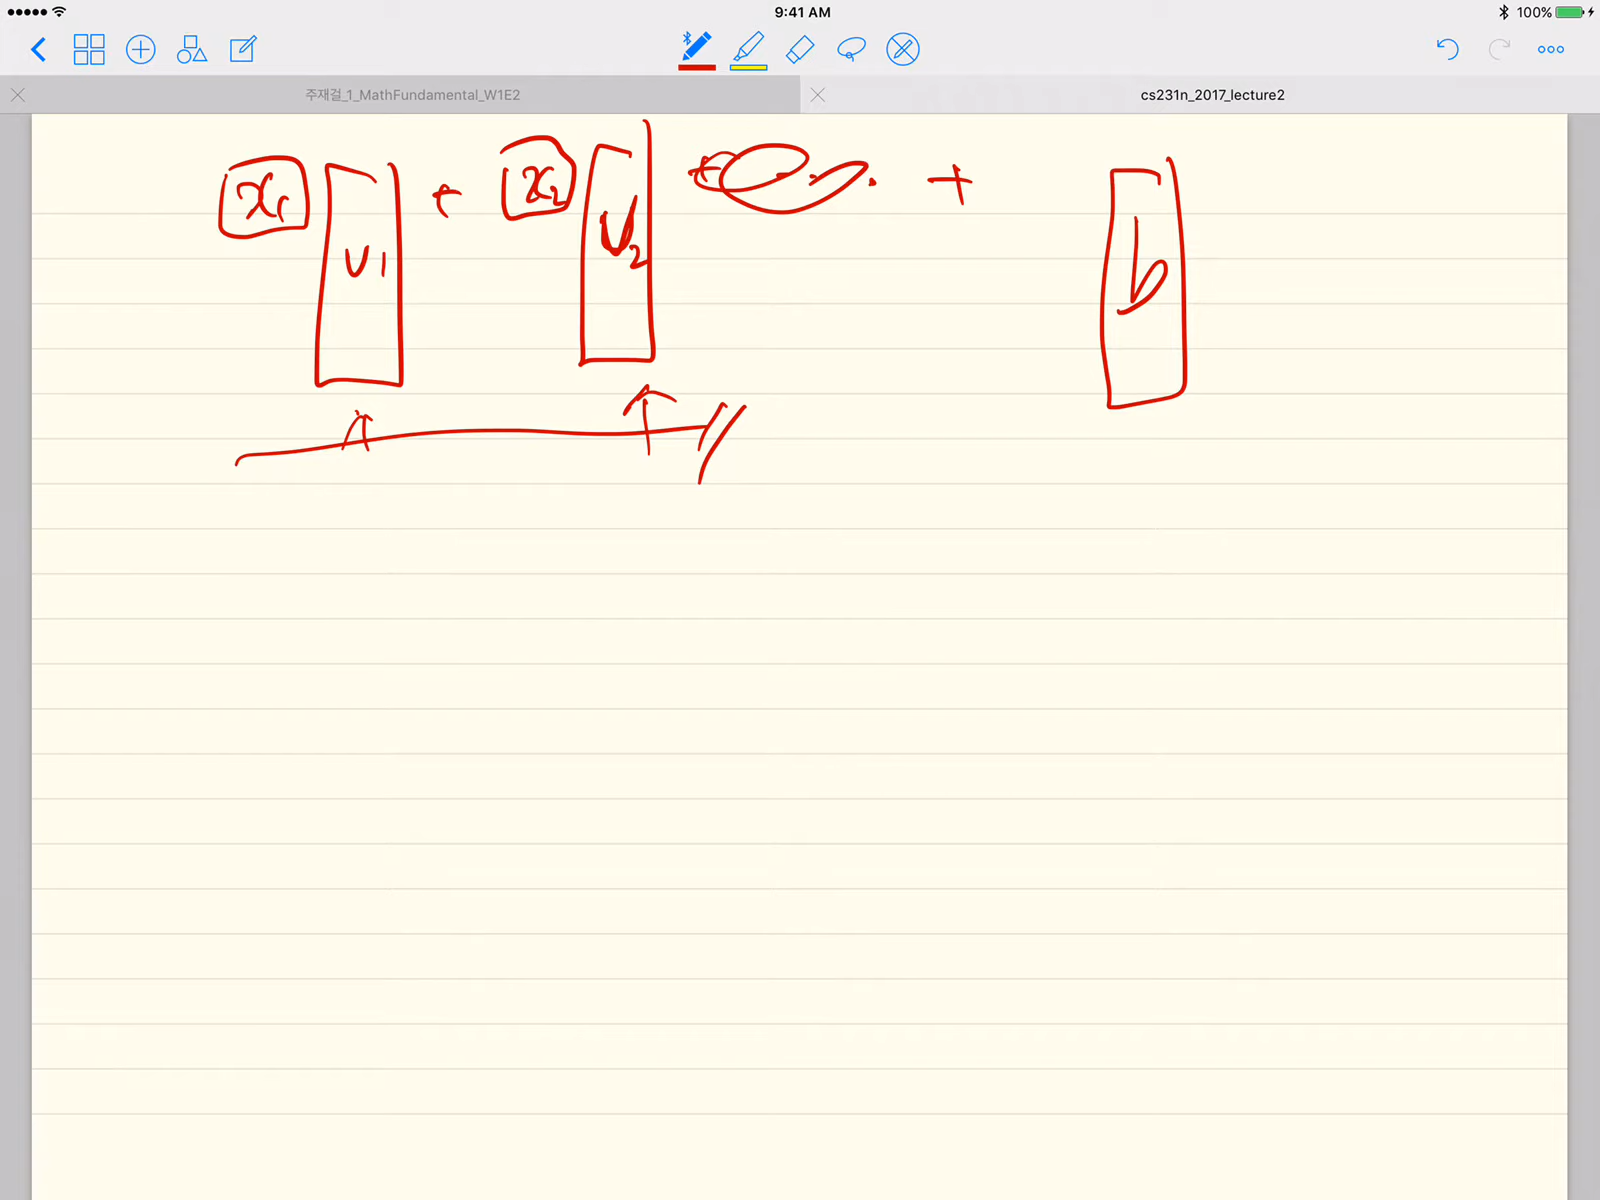 9:41 AM
100%
주재걸_1_MathFundamental_W1E2
cs231n_2017_lecture2
x₁ v₁ + x₂ v₂ + + b